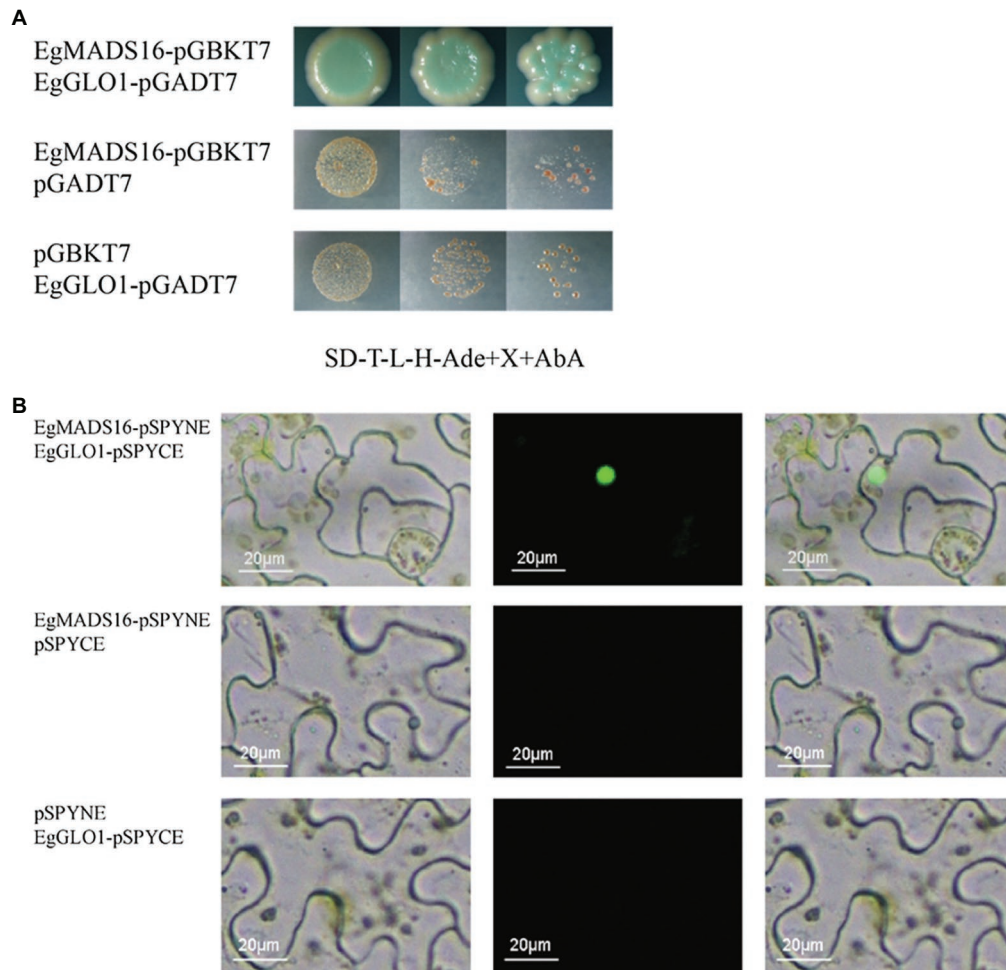 A
EgMADS16-pGBKT7
EgGLO1-pGADT7
EgMADS16-pGBKT7
pGADT7
pGBKT7
EgGLO1-pGADT7
SD-T-L-H-Ade+X+AbA
B
EgMADS16-pSPYNE
EgGLO1-pSPYCE
20μm
20μm
20μm
EgMADS16-pSPYNE
pSPYCE
20μm
20μm
20μm
pSPYNE
EgGLO1-pSPYCE
20μm
20μm
20μm